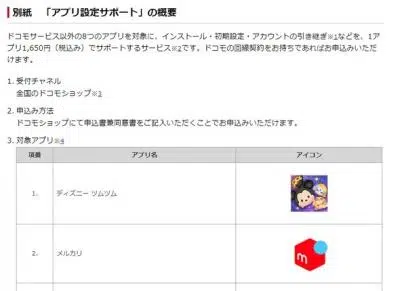 別紙 「アプリ設定サポート」の概要
ドコモサービス以外の8つのアプリを対象に、インストール・初期設定・アカウントの引き継ぎ※1などを、1ア
プリ1,650円（税込み）でサポートするサービス※2です。ドコモの回線契約をお持ちであればお申込みいただ
けます。
1. 受付チャネル
全国のドコモショップ※3
2. 申込み方法
ドコモショップにて申込書兼同意書をご記入いただくことでお申込みいただけます。
3. 対象アプリ※4
項番 アプリ名 アイコン
1. ディズニー ツムツム
2. メルカリ
m